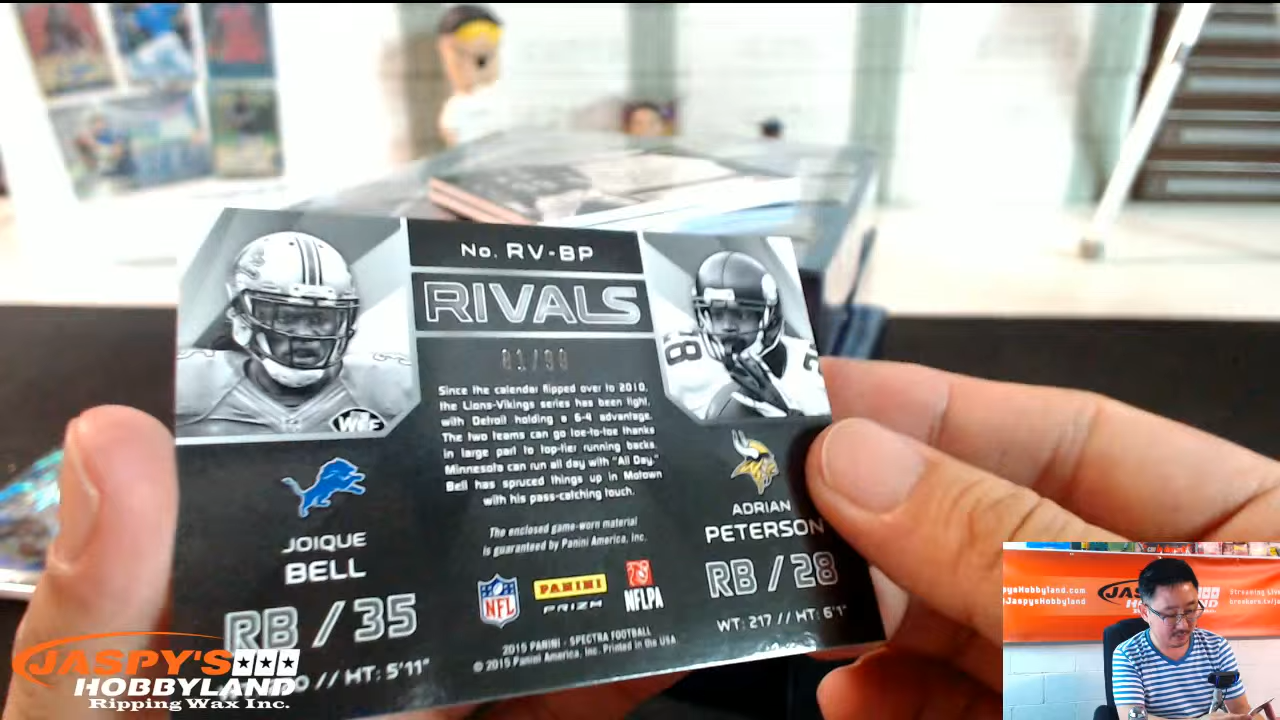 No. RV-BP
RIVALS
Since the calendar flipped over to 2010,
the Lions-Vikings series has been tight,
with Detroit holding a 6-4 advantage.
The two teams can go toe-to-toe thanks
in large part to top-tier running backs.
Minnesota can run all day with "All Day."
Bell has spruced things up in Motown
with his pass-catching touch.
The enclosed game-worn material
is guaranteed by Panini America, Inc.
WCF
JOIQUE
BELL
RB / 35
// HT: 5'11"
28
ADRIAN
PETERSON
RB / 28
WT: 217 // HT: 6'1"
NFL
PANINI
PRIZM
NFLPA
2015 PANINI - SPECTRA FOOTBALL
© 2015 Panini America, Inc. Printed in the USA.
JASPY'S
HOBBYLAND
Ripping Wax Inc.